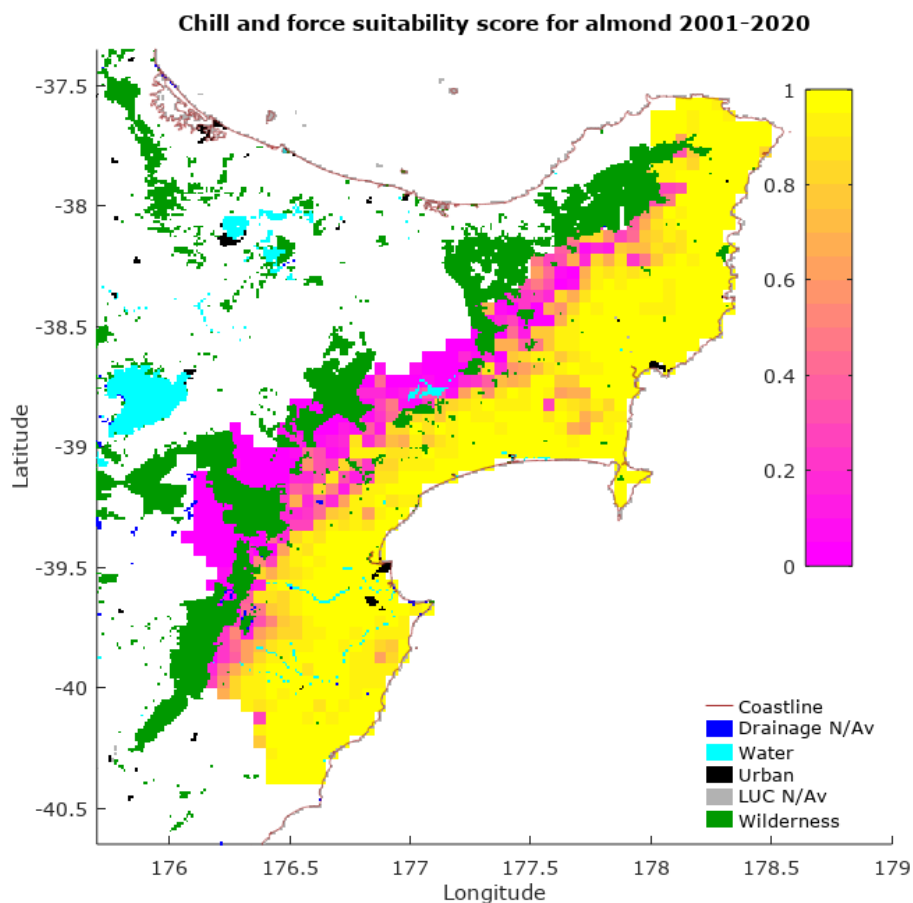 Chill and force suitability score for almond 2001-2020
-37.5
-38
-38.5
-39
-39.5
-40
-40.5
Latitude
176
176.5
177
177.5
178
178.5
179
Longitude
1
0.8
0.6
0.4
0.2
0
Coastline
Drainage N/Av
Water
Urban
LUC N/Av
Wilderness